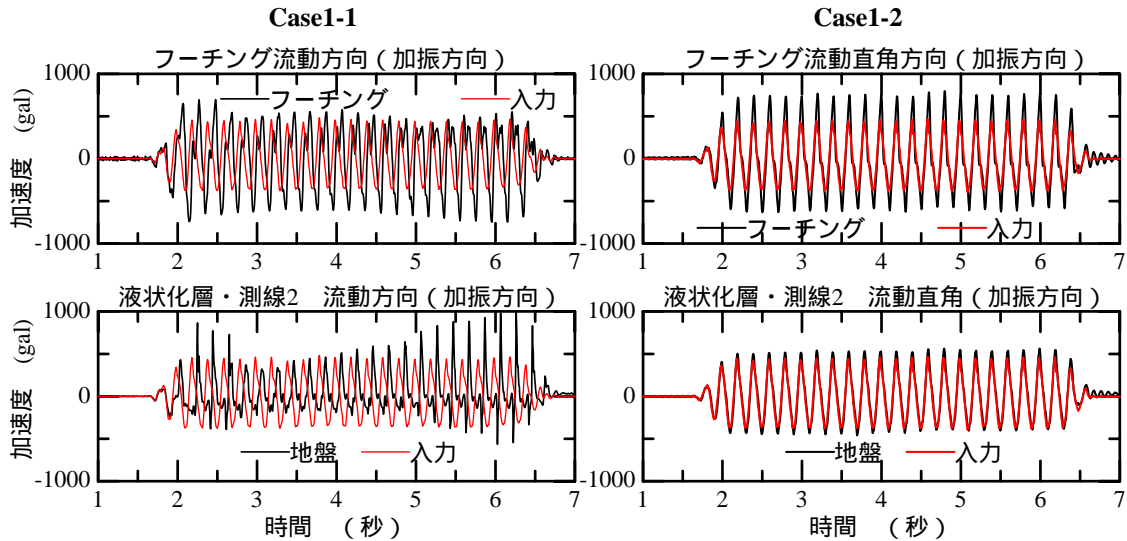 Case1-1
Case1-2
フーチング流動方向（加振方向）
フーチング流動直角方向（加振方向）
加速度 (gal)
1000
0
-1000
フーチング 入力
1 2 3 4 5 6 7
1000
0
-1000
フーチング 入力
1 2 3 4 5 6 7
液状化層・測線2 流動方向（加振方向）
液状化層・測線2 流動直角（加振方向）
加速度 (gal)
1000
0
-1000
地盤 入力
1 2 3 4 5 6 7
時間 （秒）
1000
0
-1000
地盤 入力
1 2 3 4 5 6 7
時間 （秒）